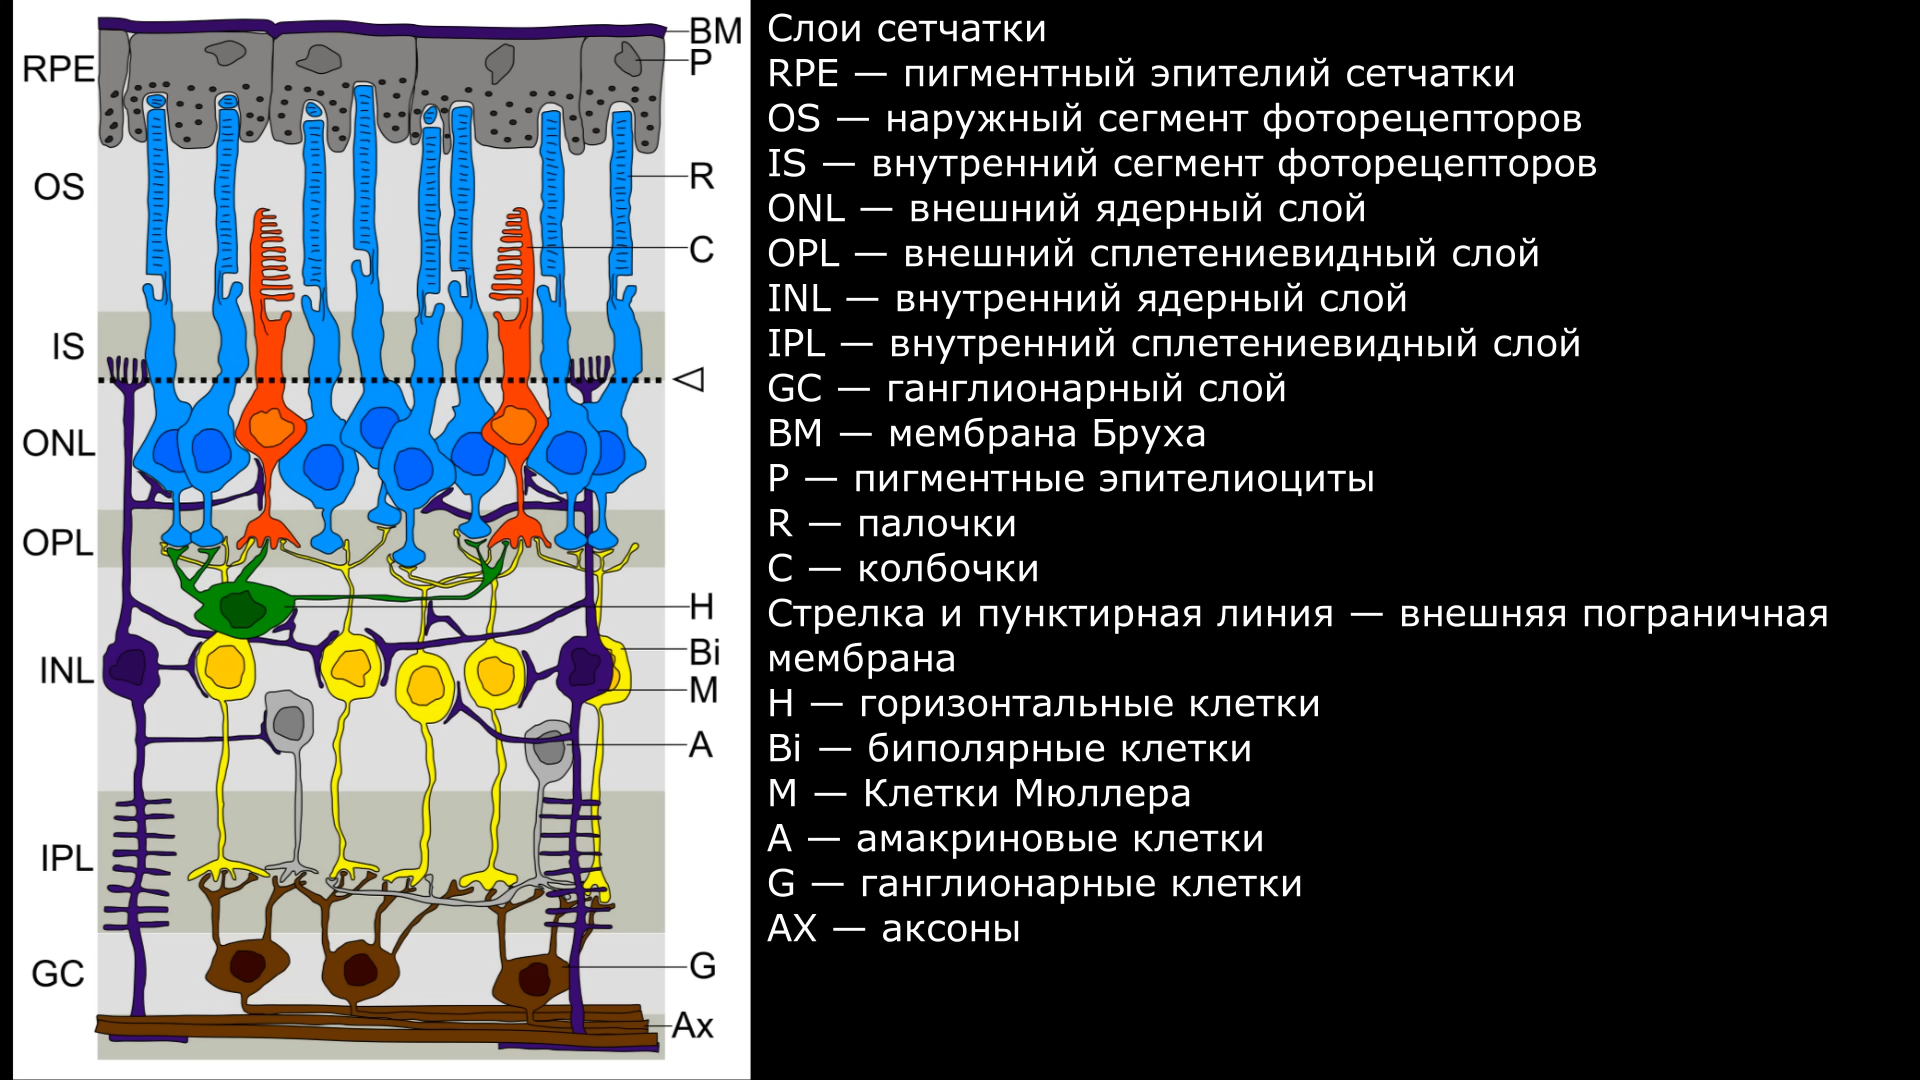 RPE
OS
IS
ONL
OPL
INL
IPL
GC
BM
P
R
C
H
Bi
M
A
G
Ax
Слои сетчатки
RPE — пигментный эпителий сетчатки
OS — наружный сегмент фоторецепторов
IS — внутренний сегмент фоторецепторов
ONL — внешний ядерный слой
OPL — внешний сплетениевидный слой
INL — внутренний ядерный слой
IPL — внутренний сплетениевидный слой
GC — ганглионарный слой
BM — мембрана Бруха
P — пигментные эпителиоциты
R — палочки
C — колбочки
Стрелка и пунктирная линия — внешняя пограничная
мембрана
H — горизонтальные клетки
Bi — биполярные клетки
M — Клетки Мюллера
A — амакриновые клетки
G — ганглионарные клетки
AX — аксоны